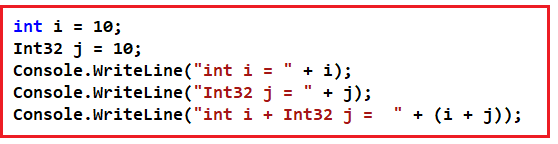 int i = 10;
Int32 j = 10;
Console.WriteLine("int i = " + i);
Console.WriteLine("Int32 j = " + j);
Console.WriteLine("int i + Int32 j =  " + (i + j));